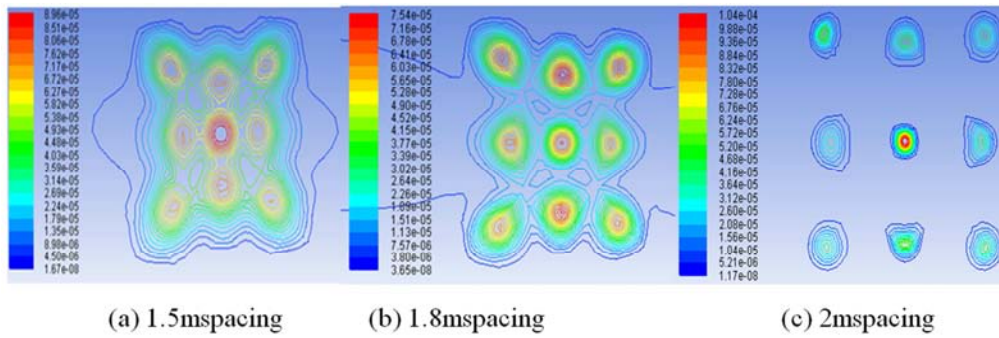 8.96e-05
8.51e-05
8.06e-05
7.62e-05
7.17e-05
6.72e-05
6.27e-05
5.82e-05
5.38e-05
4.93e-05
4.48e-05
4.03e-05
3.59e-05
3.14e-05
2.69e-05
2.24e-05
1.79e-05
1.35e-05
8.98e-06
4.50e-06
1.67e-08
7.54e-05
7.16e-05
6.78e-05
6.41e-05
6.03e-05
5.65e-05
5.28e-05
4.90e-05
4.52e-05
4.15e-05
3.77e-05
3.39e-05
3.02e-05
2.64e-05
2.26e-05
1.89e-05
1.51e-05
1.13e-05
7.57e-06
3.80e-06
3.65e-08
1.04e-04
9.88e-05
9.36e-05
8.84e-05
8.32e-05
7.80e-05
7.28e-05
6.76e-05
6.24e-05
5.72e-05
5.20e-05
4.68e-05
4.16e-05
3.64e-05
3.12e-05
2.60e-05
2.08e-05
1.56e-05
1.04e-05
5.21e-06
1.17e-08
(a) 1.5mspacing
(b) 1.8mspacing
(c) 2mspacing